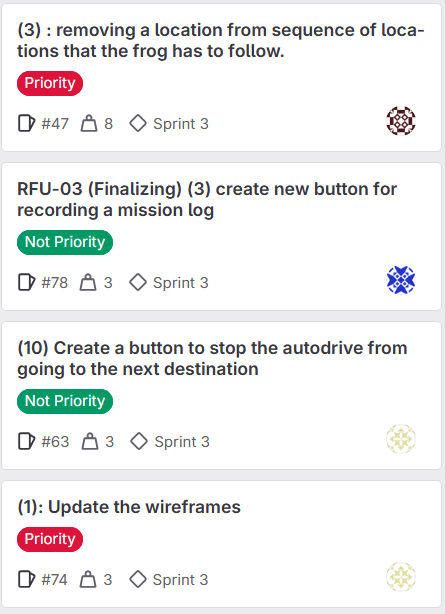 (3) : removing a location from sequence of loca-
tions that the frog has to follow.
Priority
#47 8 Sprint 3
RFU-03 (Finalizing) (3) create new button for
recording a mission log
Not Priority
#78 3 Sprint 3
(10) Create a button to stop the autodrive from
going to the next destination
Not Priority
#63 3 Sprint 3
(1): Update the wireframes
Priority
#74 3 Sprint 3